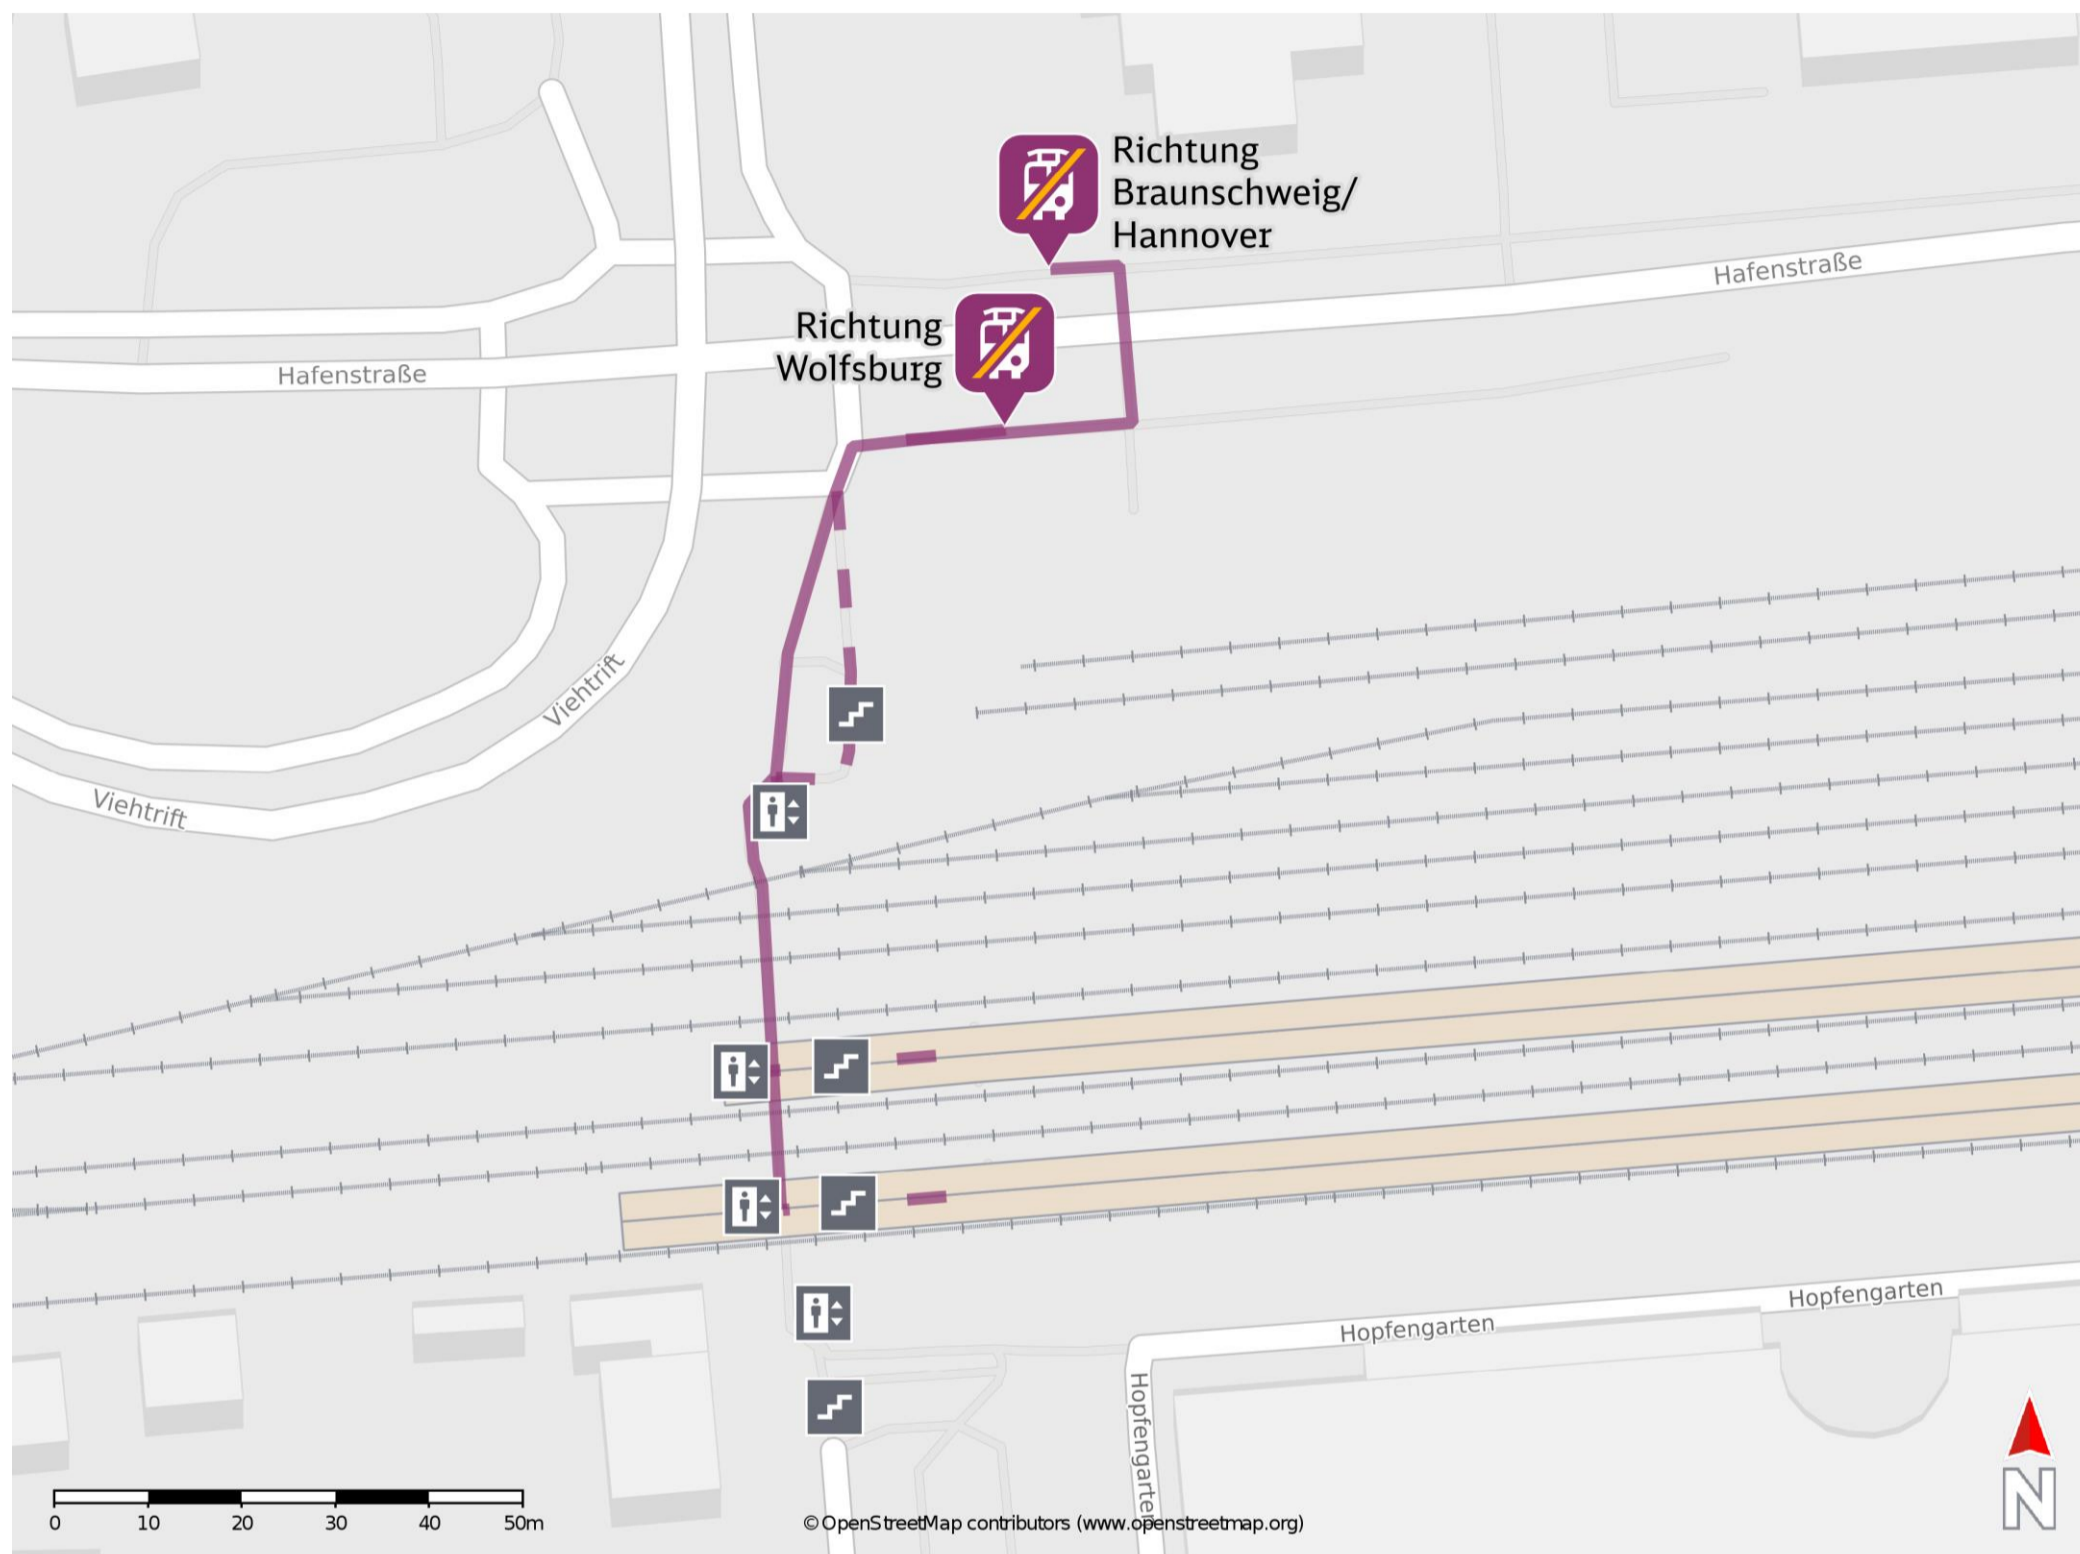 Richtung
Braunschweig/
Hannover
Hafenstraße
Richtung
Wolfsburg
Hafenstraße
Viehtrift
Viehtrift
Hopfengarten
Hopfengarten
Hopfengarten
N
0 10 20 30 40 50m
© OpenStreetMap contributors (www.openstreetmap.org)